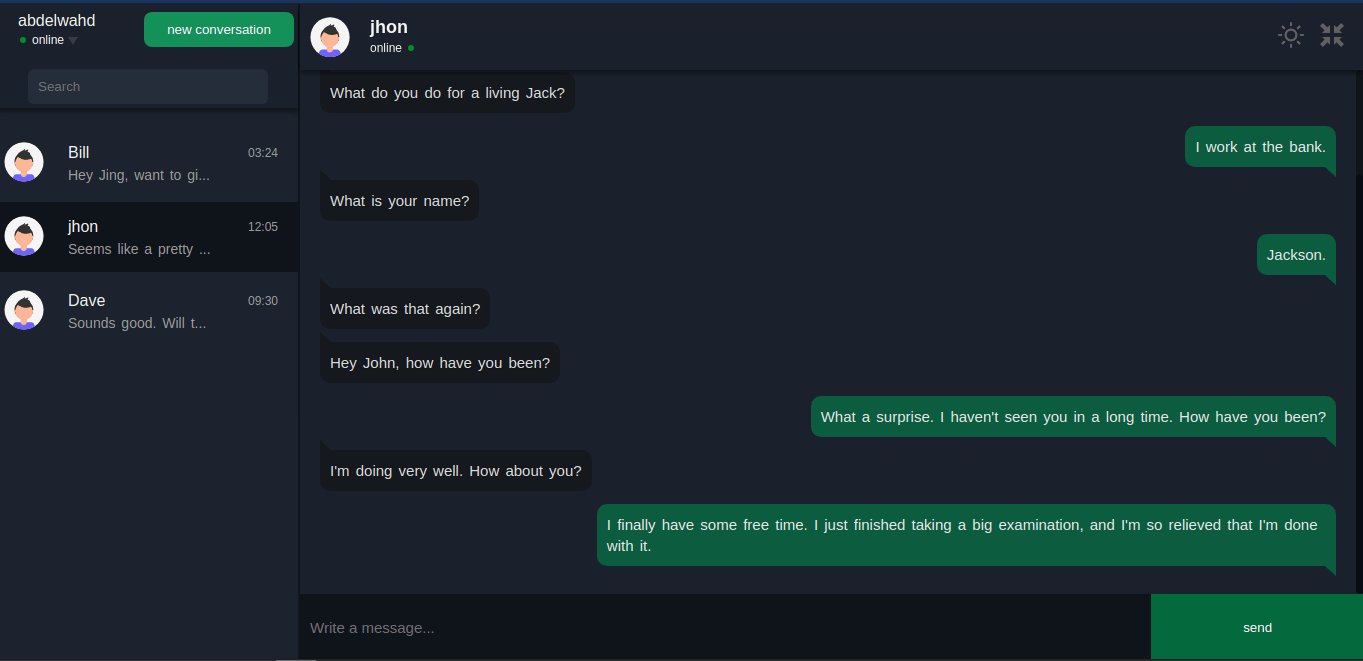 abdelwahd
online
new conversation
Search
Bill
03:24
Hey Jing, want to gi...
jhon
12:05
Seems like a pretty ...
Dave
09:30
Sounds good. Will t...
jhon
online
What do you do for a living Jack?
I work at the bank.
What is your name?
Jackson.
What was that again?
Hey John, how have you been?
What a surprise. I haven't seen you in a long time. How have you been?
I'm doing very well. How about you?
I finally have some free time. I just finished taking a big examination, and I'm so relieved that I'm done
with it.
Write a message...
send